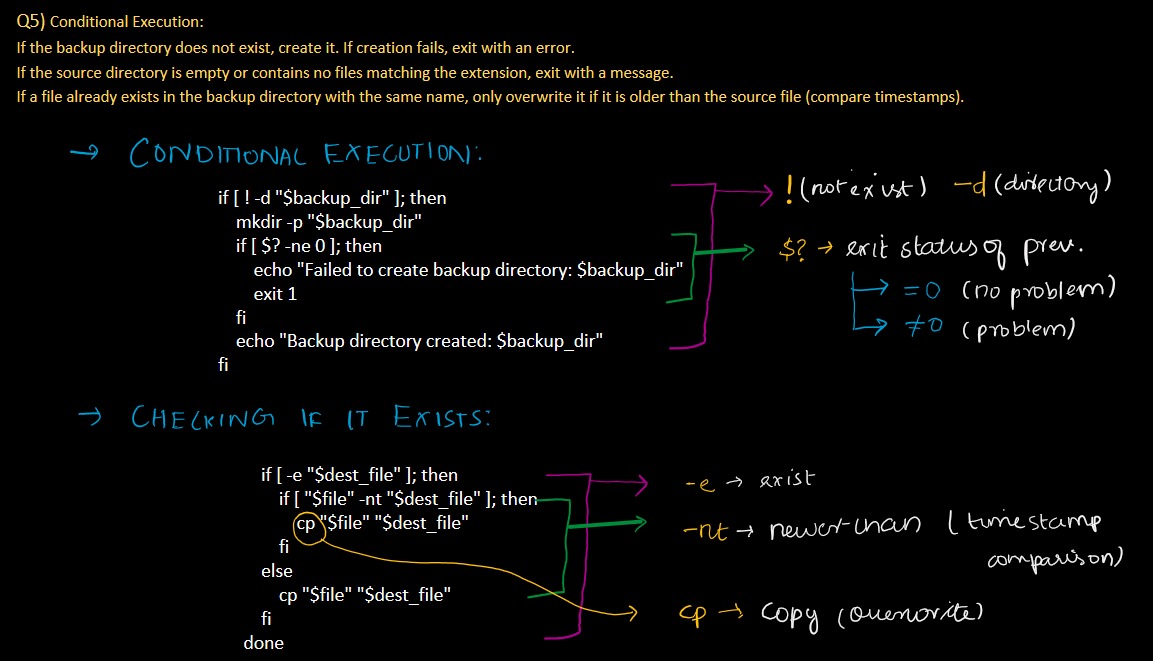 Q5) Conditional Execution:
If the backup directory does not exist, create it. If creation fails, exit with an error.
If the source directory is empty or contains no files matching the extension, exit with a message.
If a file already exists in the backup directory with the same name, only overwrite it if it is older than the source file (compare timestamps).
→ CONDITIONAL EXECUTION:
if [ ! -d "$backup_dir" ]; then
mkdir -p "$backup_dir"
if [ $? -ne 0 ]; then
echo "Failed to create backup directory: $backup_dir"
exit 1
fi
echo "Backup directory created: $backup_dir"
fi
! (not exist) -d (directory)
$? → exit status of prev.
→ =0 (no problem)
→ ≠0 (problem)
→ CHECKING IF IT EXISTS:
if [ -e "$dest_file" ]; then
if [ "$file" -nt "$dest_file" ]; then
cp "$file" "$dest_file"
fi
else
cp "$file" "$dest_file"
fi
done
-e → exist
-nt → newer than (timestamp
comparison)
cp → copy (overwrite)